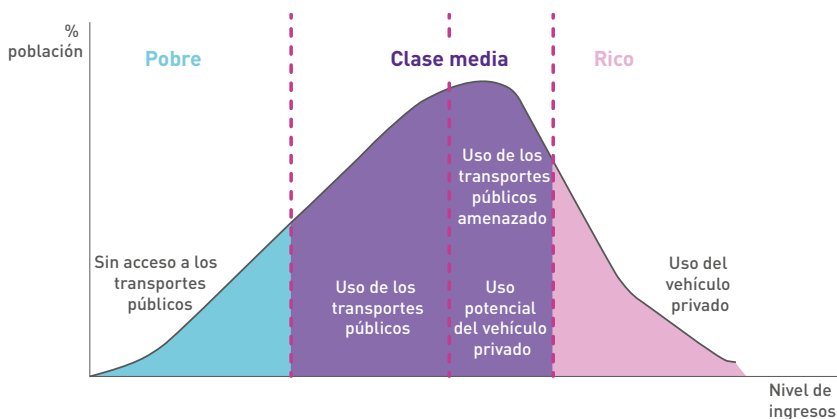 %
población
Pobre
Clase media
Rico
Uso de los
transportes
públicos
amenazado
Sin acceso a los
transportes
públicos
Uso de los
transportes
públicos
Uso
potencial
del vehículo
privado
Uso del
vehículo
privado
Nivel de
ingresos